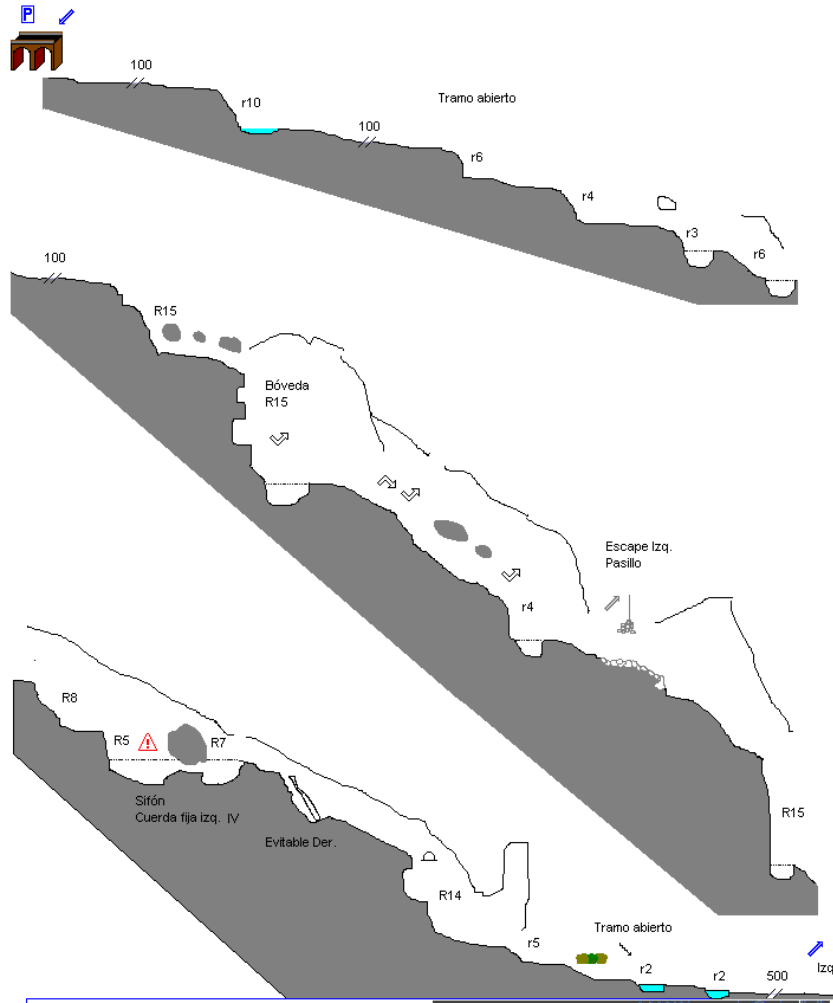 P
100
r10
Tramo abierto
100
r6
r4
r3
r6
100
R15
Bóveda
R15
Escape Izq.
Pasillo
r4
R8
R5
R7
R15
Sifón
Cuerda fija izq. IV
Evitable Der.
R14
Tramo abierto
r5
r2
r2
500
Izq